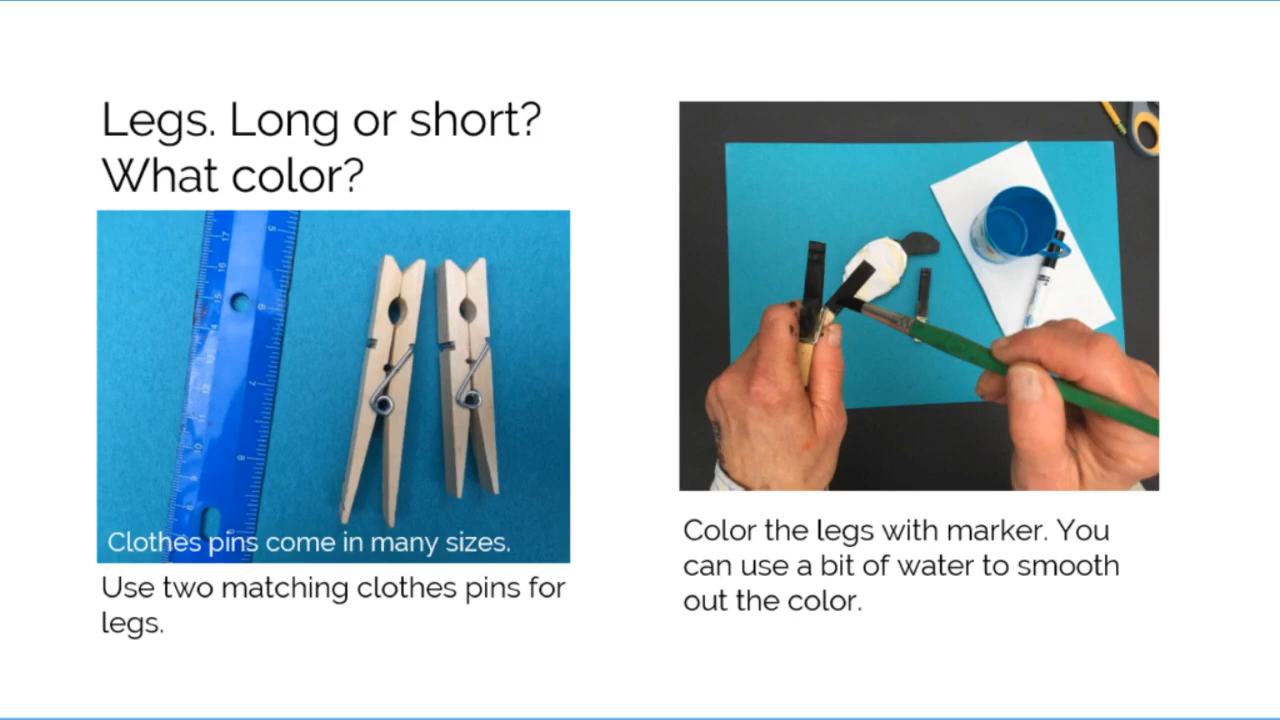 Legs. Long or short?
What color?
Clothes pins come in many sizes.
Use two matching clothes pins for
legs.
Color the legs with marker. You
can use a bit of water to smooth
out the color.